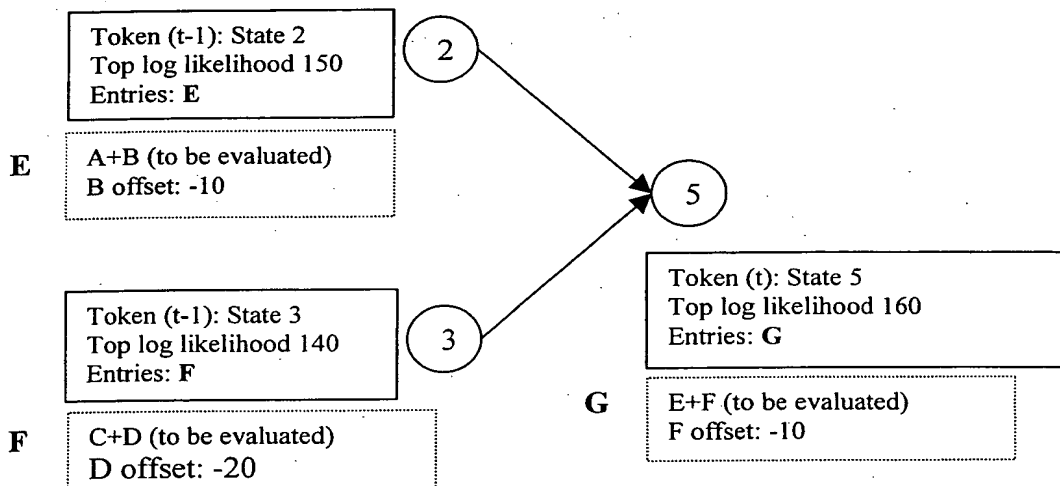 Token (t-1): State 2
Top log likelihood 150
Entries: E
2
E
A+B (to be evaluated)
B offset: -10
5
Token (t-1): State 3
Top log likelihood 140
Entries: F
3
F
C+D (to be evaluated)
D offset: -20
Token (t): State 5
Top log likelihood 160
Entries: G
G
E+F (to be evaluated)
F offset: -10